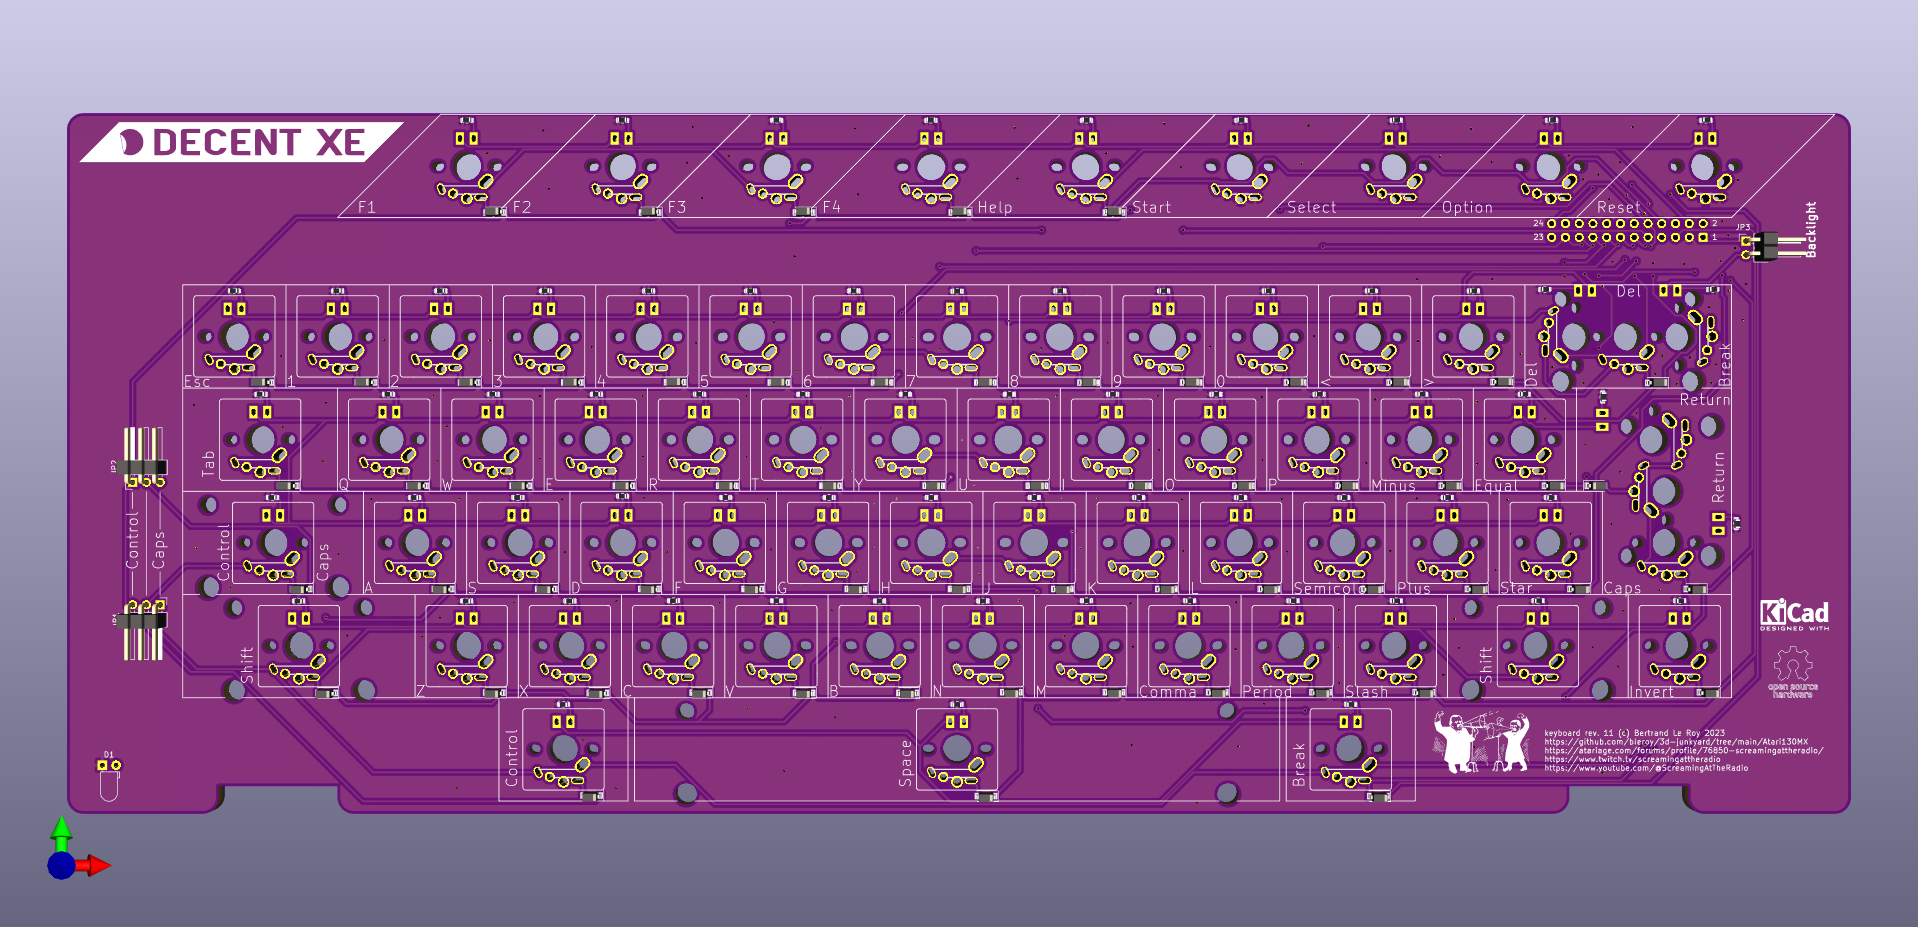 DECENT XE
F1 F2 F3 F4 Help Start Select Option Reset
24 2
23 1
JP3
Backlight
Esc 1 2 3 4 5 6 7 8 9 0 < > Del Del Break
Return
Tab Q W E R T Y U I O P Minus Equal Return
JP2
Control Caps
Control Caps A S D F G H J K L Semicolo Plus Star Caps
Shift Z X C V B N M Comma Period Slash Shift Invert
Control Space Break
KiCad
DESIGNED WITH
open source
hardware
D1
keyboard rev. 11 (c) Bertrand Le Roy 2023
https://github.com/bleroy/3d-junkyard/tree/main/Atari130MX
https://atariage.com/forums/profile/76850-screamingattheradio/
https://www.twitch.tv/screamingattheradio
https://www.youtube.com/@ScreamingAtTheRadio